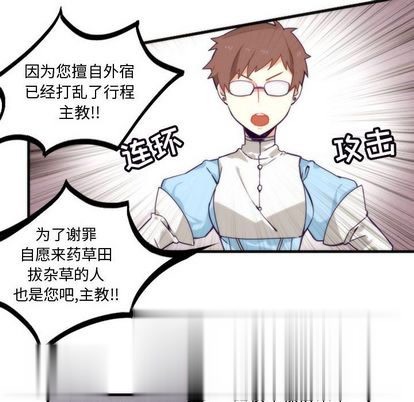 因为您擅自外宿
已经打乱了行程
主教!!
连环
攻击
为了谢罪
自愿来药草田
拔杂草的人
也是您吧,主教!!